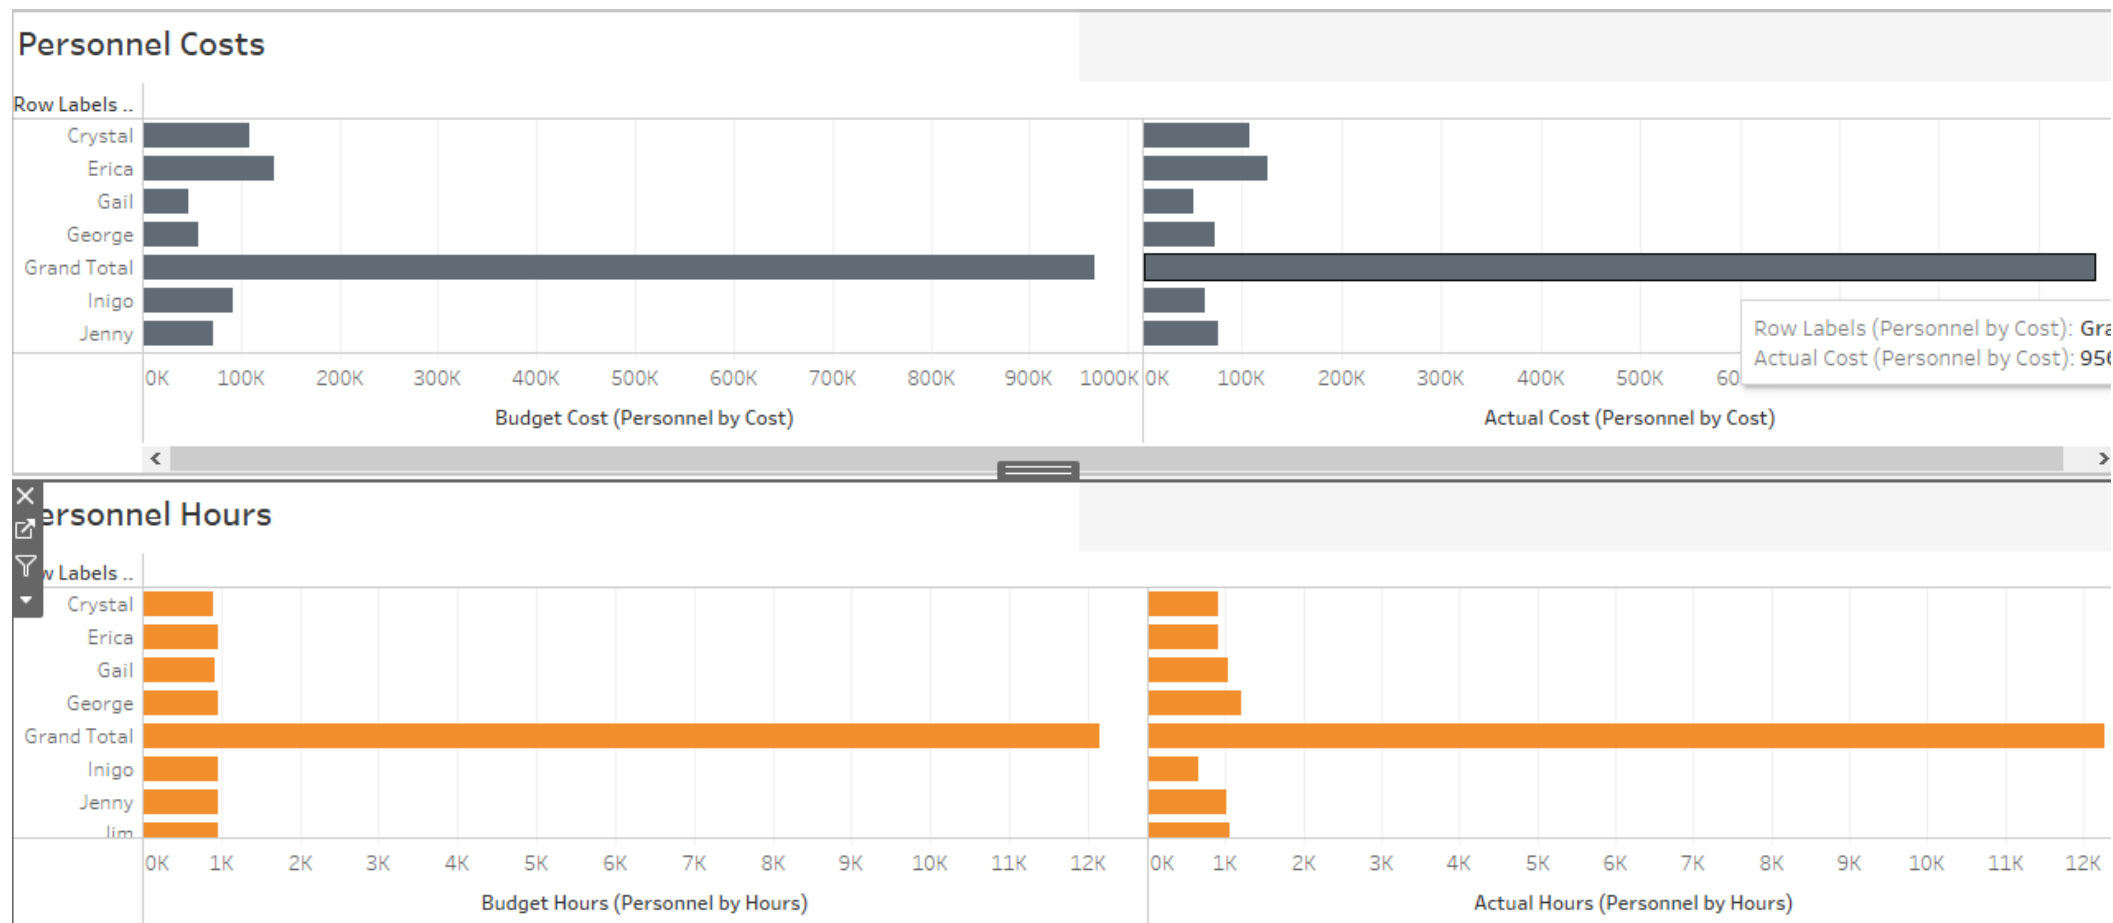 Personnel Costs
Row Labels ..
Crystal
Erica
Gail
George
Grand Total
Inigo
Jenny
0K 100K 200K 300K 400K 500K 600K 700K 800K 900K 1000K 0K 100K 200K 300K 400K 500K 60
Row Labels (Personnel by Cost): Gra
Actual Cost (Personnel by Cost): 956
Budget Cost (Personnel by Cost) Actual Cost (Personnel by Cost)
ersonnel Hours
w Labels ..
Crystal
Erica
Gail
George
Grand Total
Inigo
Jenny
Jim
0K 1K 2K 3K 4K 5K 6K 7K 8K 9K 10K 11K 12K 0K 1K 2K 3K 4K 5K 6K 7K 8K 9K 10K 11K 12K
Budget Hours (Personnel by Hours) Actual Hours (Personnel by Hours)